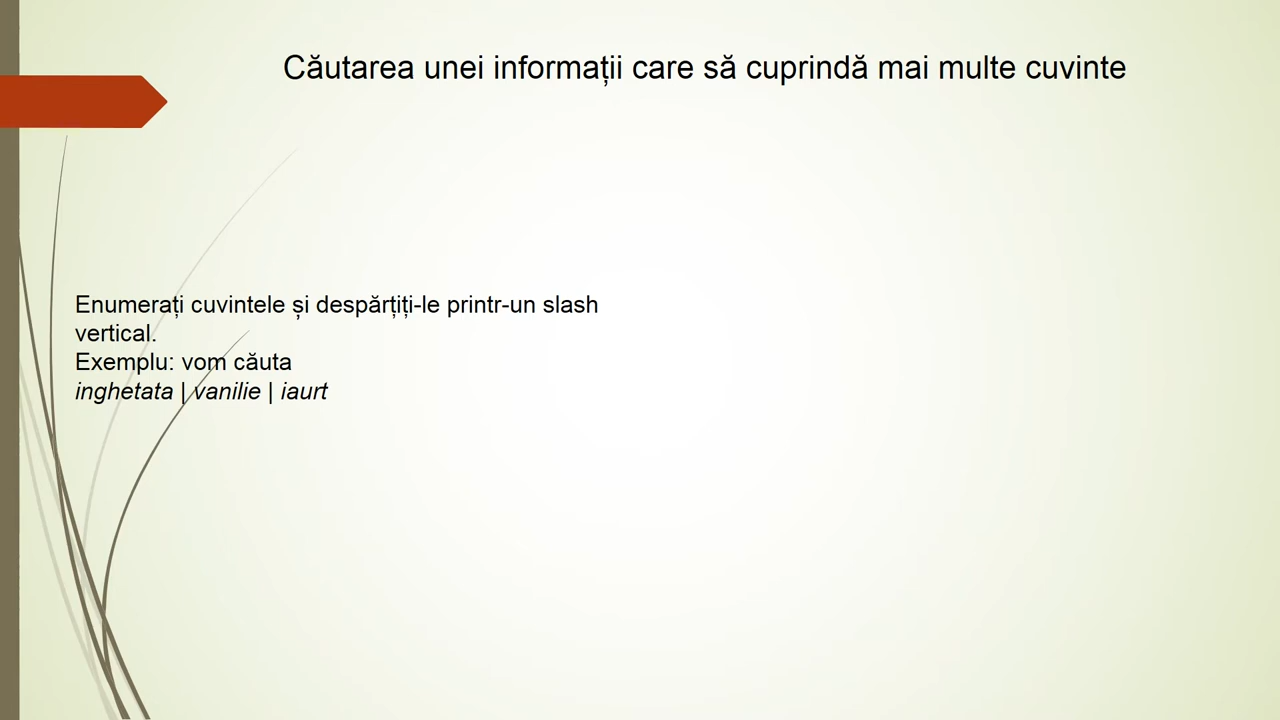 Căutarea unei informații care să cuprindă mai multe cuvinte
Enumerați cuvintele și despărțiți-le printr-un slash
vertical.
Exemplu: vom căuta
inghetata | vanilie | iaurt